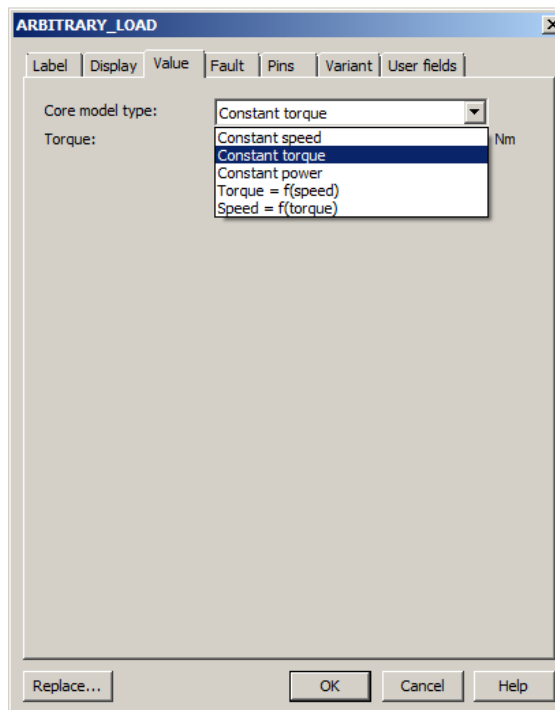 ARBITRARY_LOAD
Label Display Value Fault Pins Variant User fields
Core model type: Constant torque
Torque: Nm
Constant speed
Constant torque
Constant power
Torque = f(speed)
Speed = f(torque)
Replace... OK Cancel Help